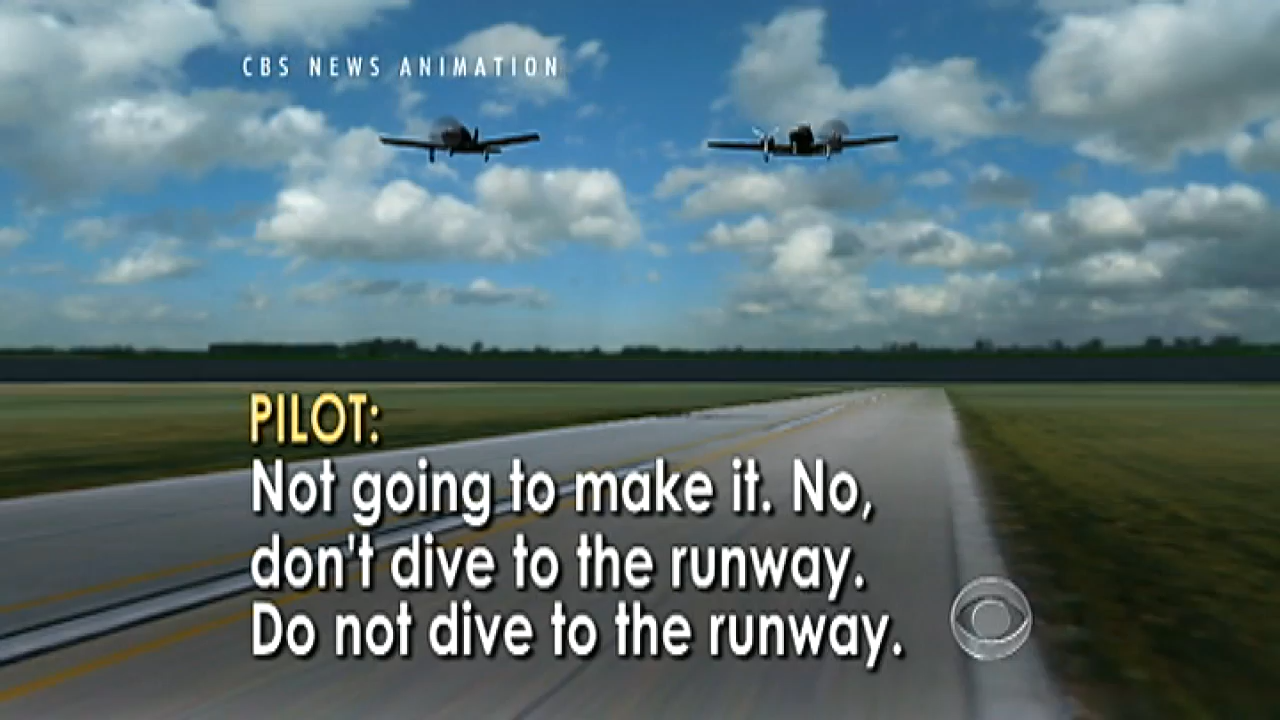 CBS NEWS ANIMATION
PILOT:
Not going to make it. No,
don't dive to the runway.
Do not dive to the runway.